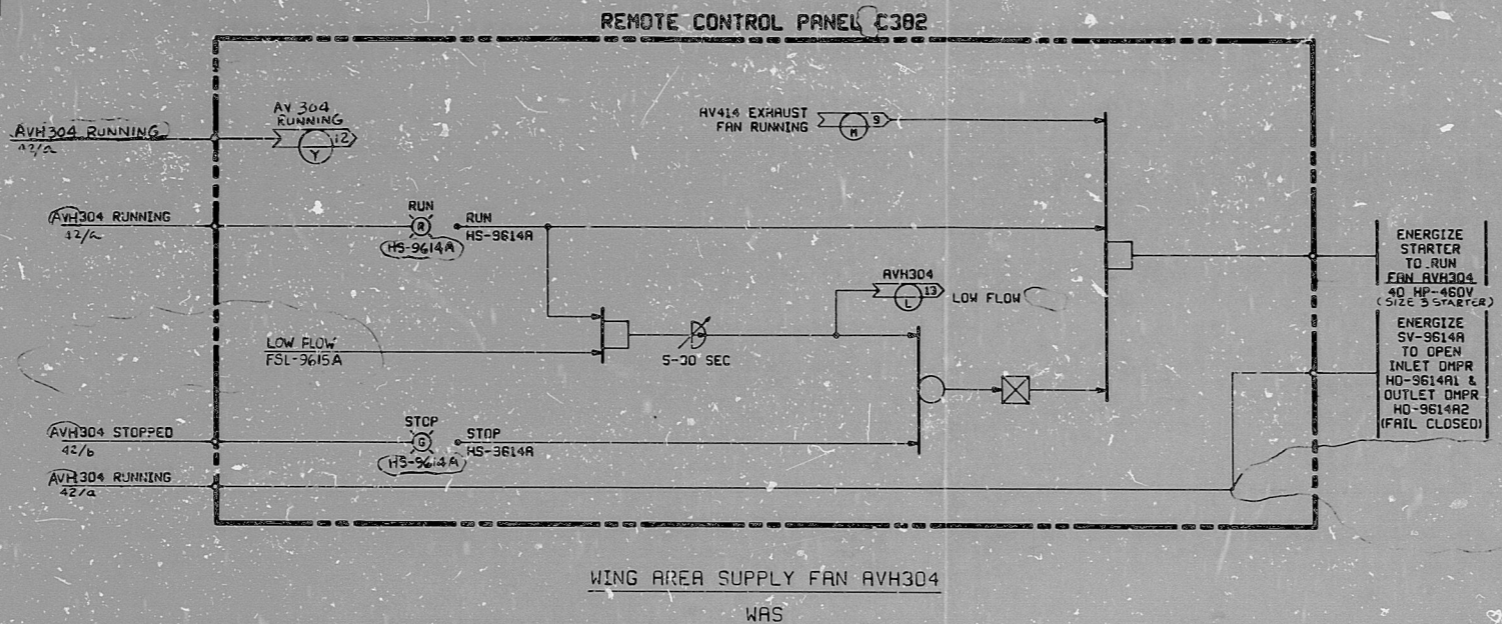 REMOTE CONTROL PANEL C382
AVH304 RUNNING
42/a
AV 304
RUNNING
12
Y
HV414 EXHAUST
FAN RUNNING
9
M
AVH304 RUNNING
42/a
RUN
R
HS-9614A
RUN
HS-9614A
AVH304
13
L
LOW FLOW
LOW FLOW
FSL-9615A
5-30 SEC
AVH304 STOPPED
42/b
STOP
G
HS-9614A
STOP
HS-9614A
AVH304 RUNNING
42/a
ENERGIZE
STARTER
TO RUN
FAN AVH304
40 HP-460V
(SIZE 3 STARTER)
ENERGIZE
SV-9614A
TO OPEN
INLET DMPR
HD-9614A1 &
OUTLET DMPR
HD-9614A2
(FAIL CLOSED)
WING AREA SUPPLY FAN AVH304
WAS